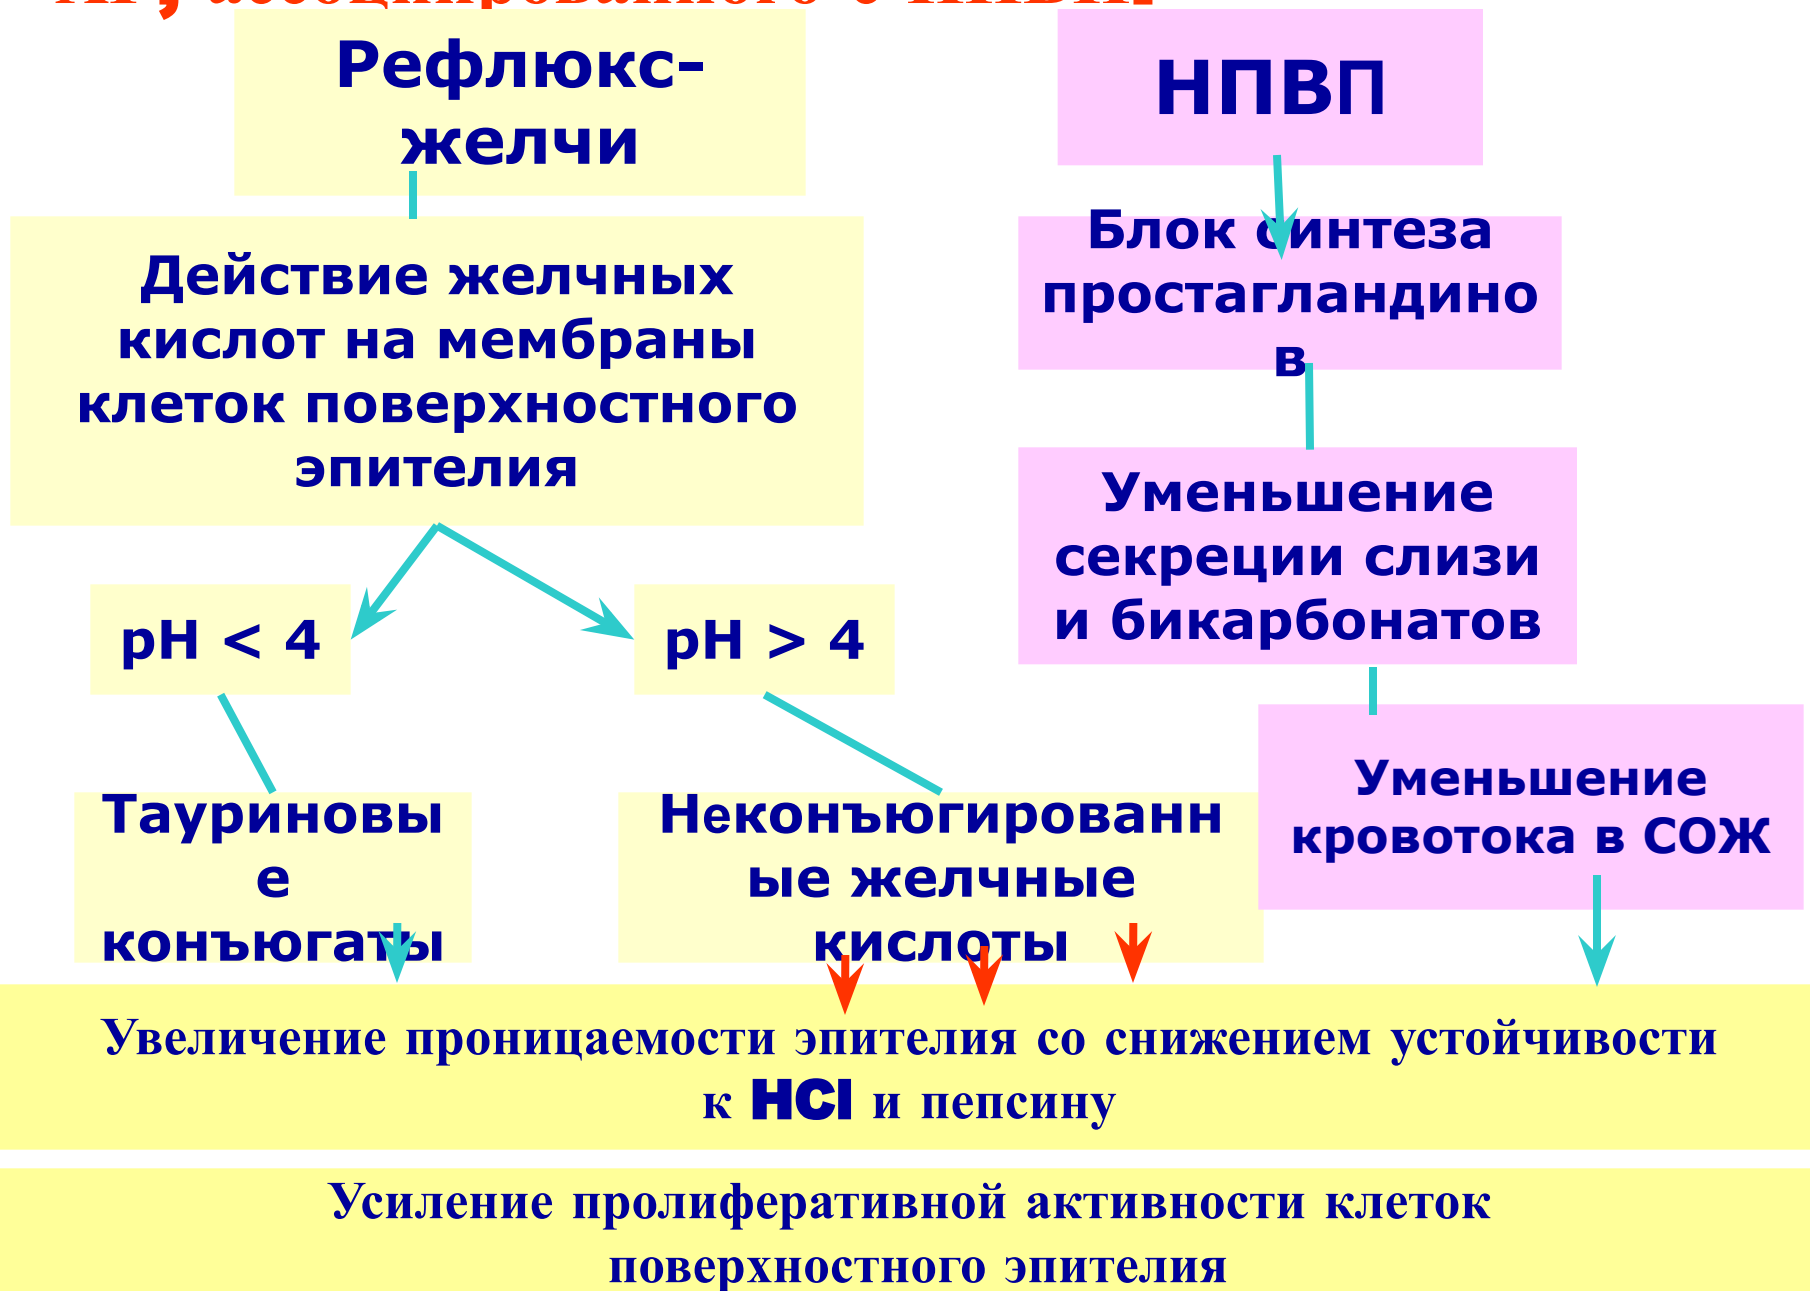 ассоциированного с НПВП.
Рефлюкс-
желчи
НПВП
Действие желчных
кислот на мембраны
клеток поверхностного
эпителия
Блок синтеза
простагландино
в
Уменьшение
секреции слизи
и бикарбонатов
pH < 4
pH > 4
Уменьшение
кровотока в СОЖ
Тауриновы
е
конъюгаты
Неконъюгированн
ые желчные
кислоты
Увеличение проницаемости эпителия со снижением устойчивости
к HCl и пепсину
Усиление пролиферативной активности клеток
поверхностного эпителия